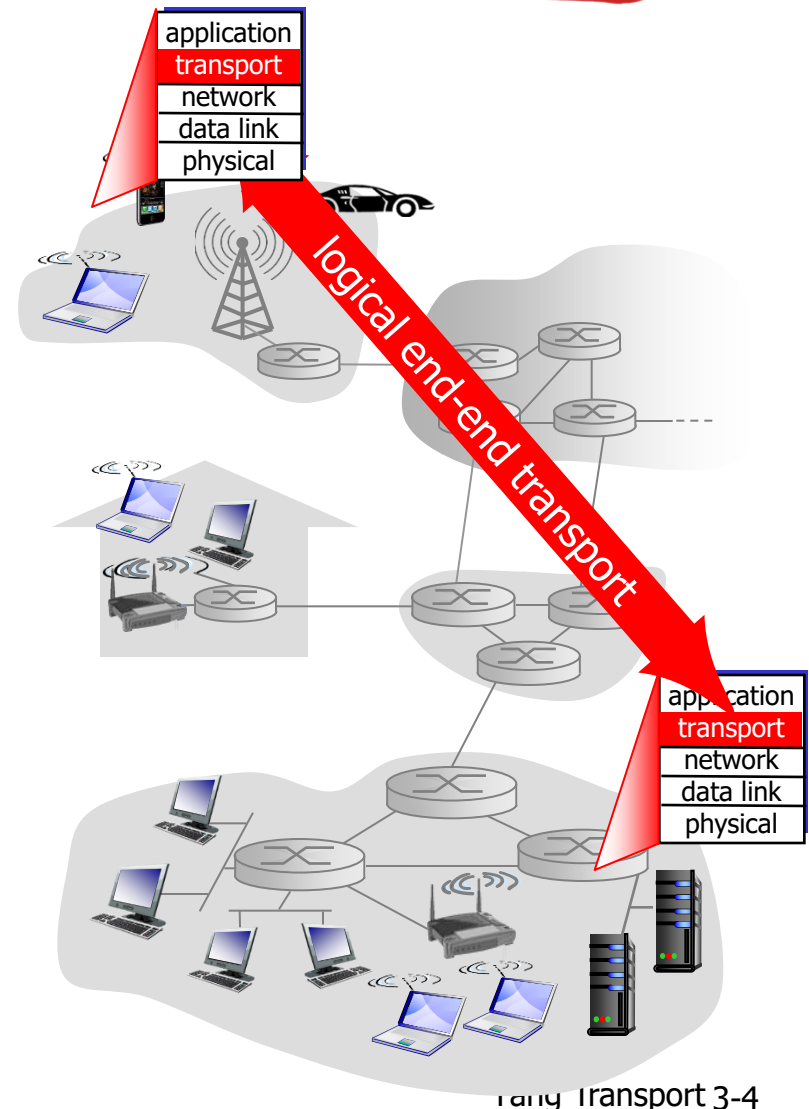 application
transport
network
data link
physical
logical end-end transport
application
transport
network
data link
physical
Transport 3-4